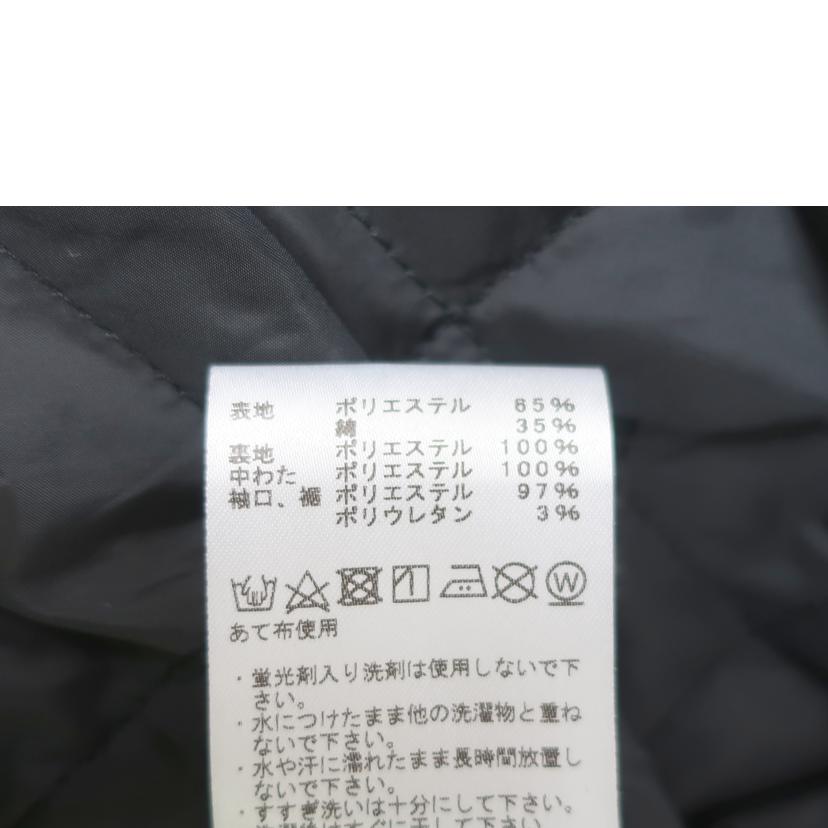 表地 ポリエステル 65%
綿 35%
裏地 ポリエステル 100%
中わた ポリエステル 100%
袖口、裾 ポリエステル 97%
ポリウレタン 3%
W
あて布使用
・蛍光剤入り洗剤は使用しないで下
さい。
・水につけたまま他の洗濯物と重ね
ないで下さい。
・水や汗に濡れたまま長時間放置し
ないで下さい。
・すすぎ洗いは十分にして下さい。